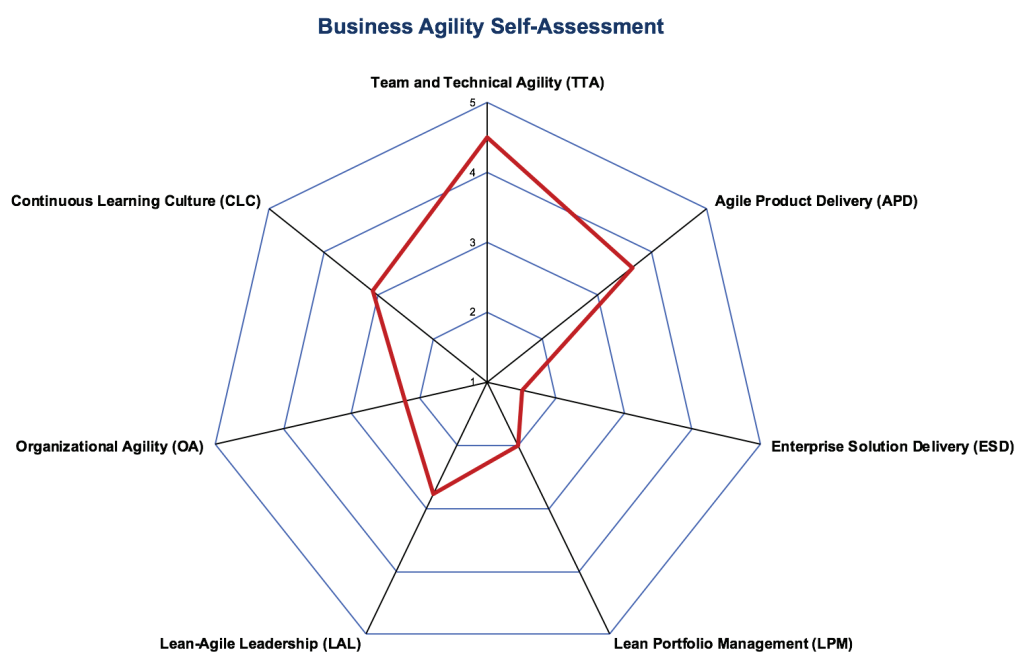 Business Agility Self-Assessment
Team and Technical Agility (TTA)
5
4
Continuous Learning Culture (CLC)
Agile Product Delivery (APD)
3
2
1
Organizational Agility (OA)
Enterprise Solution Delivery (ESD)
Lean-Agile Leadership (LAL)
Lean Portfolio Management (LPM)